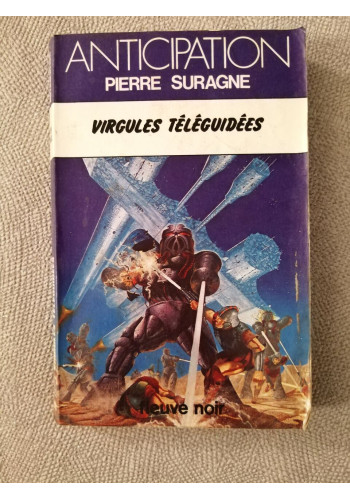 ANTICIPATION
PIERRE SURAGNE
VIRGULES TÉLÉGUIDÉES
fleuve noir